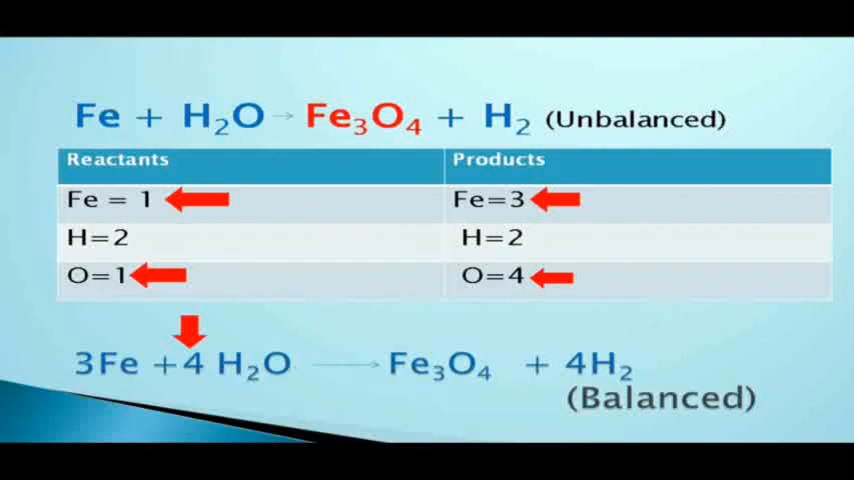 Fe + H₂O → Fe₃O₄ + H₂ (Unbalanced)
Reactants Products
Fe = 1 Fe=3
H=2 H=2
O=1 O=4
3Fe +4 H₂O → Fe₃O₄ + 4H₂
(Balanced)